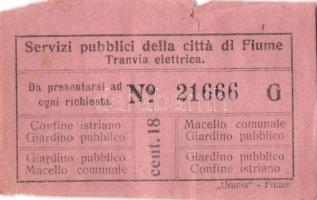 Servizi pubblici della città di Fiume
Tranvia elettrica.
Da presentarsi ad
ogni richiesta.
No. 21666 G
Confine istriano
Giardino pubblico
Giardino pubblico
Macello comunale
cent. 18
Macello comunale
Giardino pubblico
Giardino pubblico
Confine istriano
„Urania" - Fiume